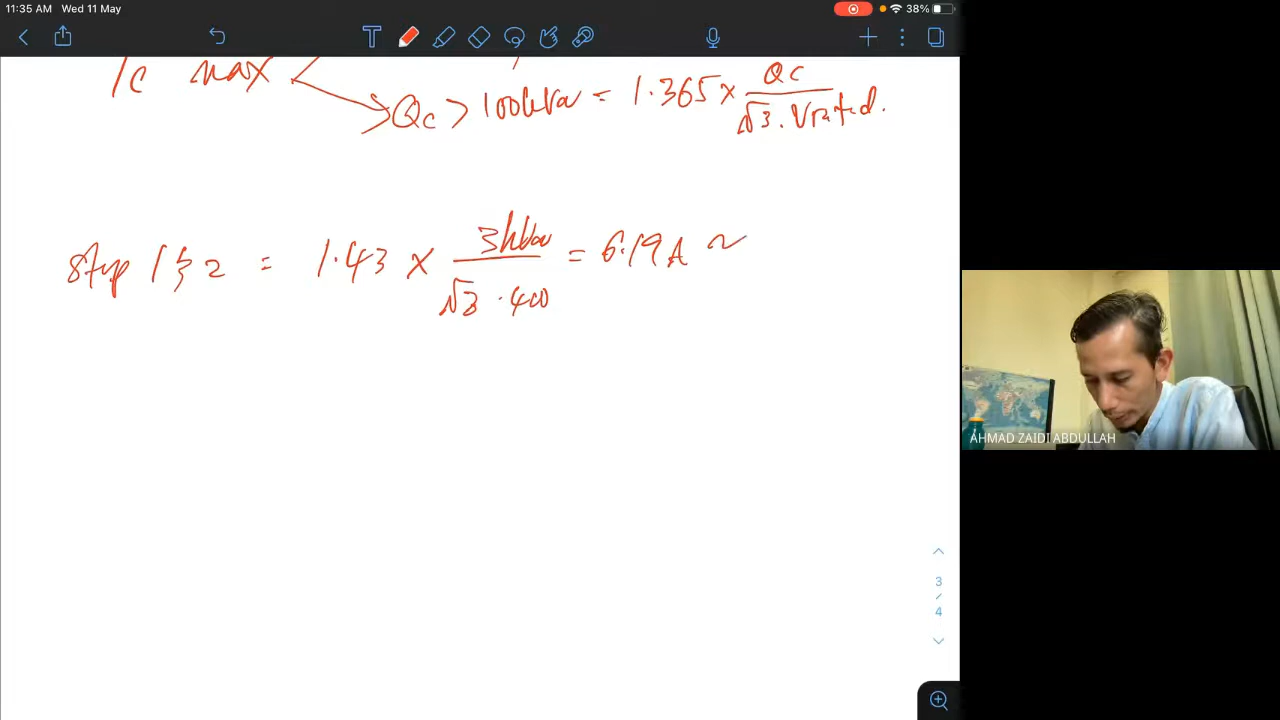 11:35 AM Wed 11 May
38%
T
Ic max
Qc > 100kVar = 1.365 × Qc / √3 . Vrated.
step 1 & 2 = 1.43 × 3kVar / √3 . 400 = 6.19A ~
AHMAD ZAIDI ABDULLAH
3
/
4